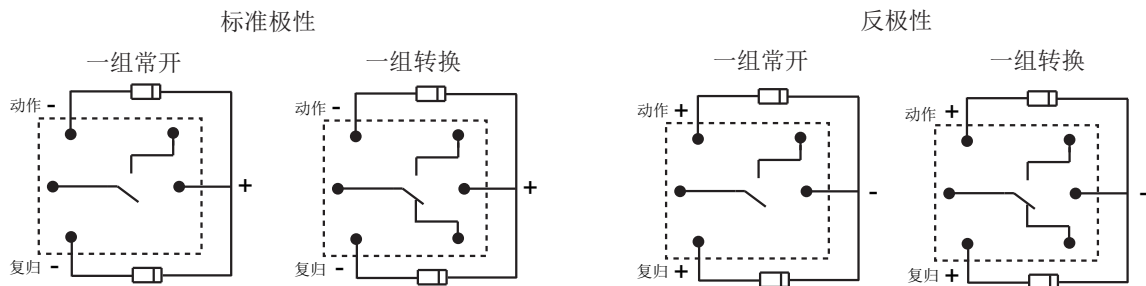 标准极性
反极性
一组常开
一组转换
一组常开
一组转换
动作 -
动作 -
动作 +
动作 +
+
+
-
-
复归 -
复归 -
复归 +
复归 +